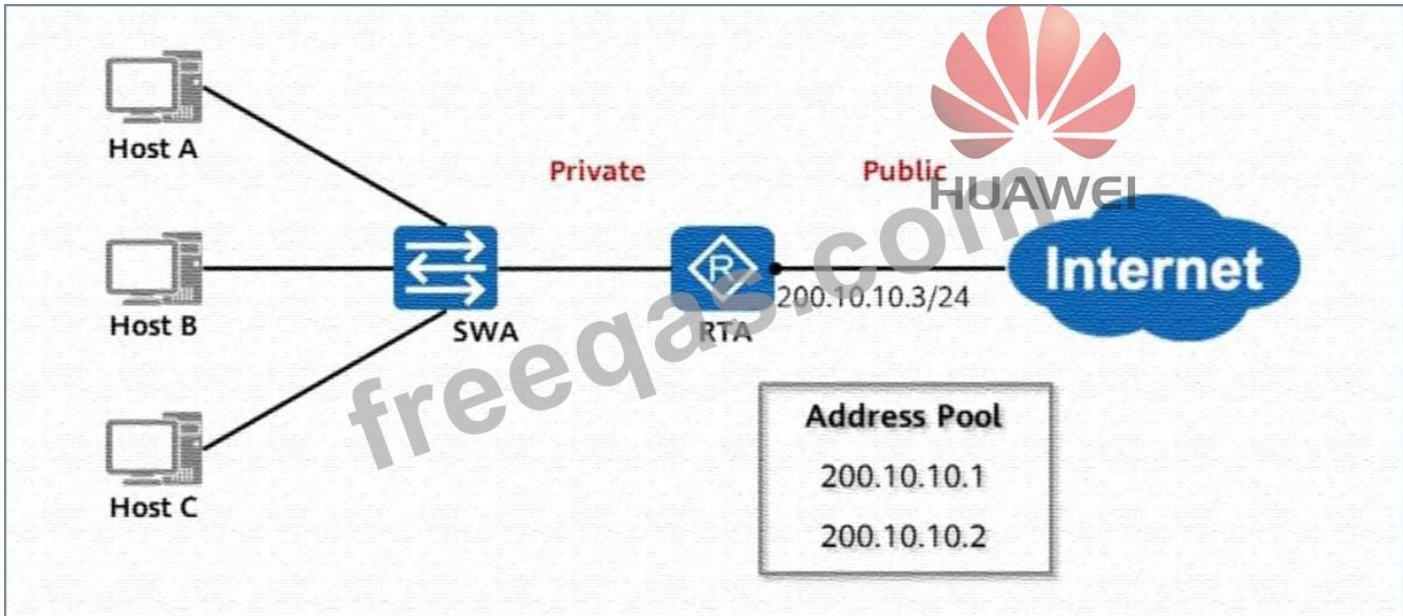 Host A
Private
Public
HUAWEI
Internet
R
200.10.10.3/24
Host B
SWA
RTA
freeqas.com
Address Pool
200.10.10.1
200.10.10.2
Host C